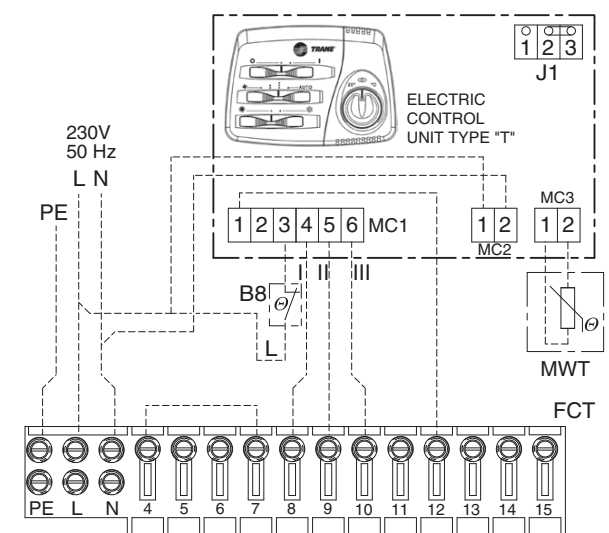 TRANE
AUTO
20°
°C
1 2 3
J1
ELECTRIC
CONTROL
UNIT TYPE "T"
230V
50 Hz
L N
PE
MC3
1 2 3 4 5 6 MC1
1 2
MC2
1 2
I II III
B8
Θ
L
Θ
MWT
FCT
PE L N 4 5 6 7 8 9 10 11 12 13 14 15